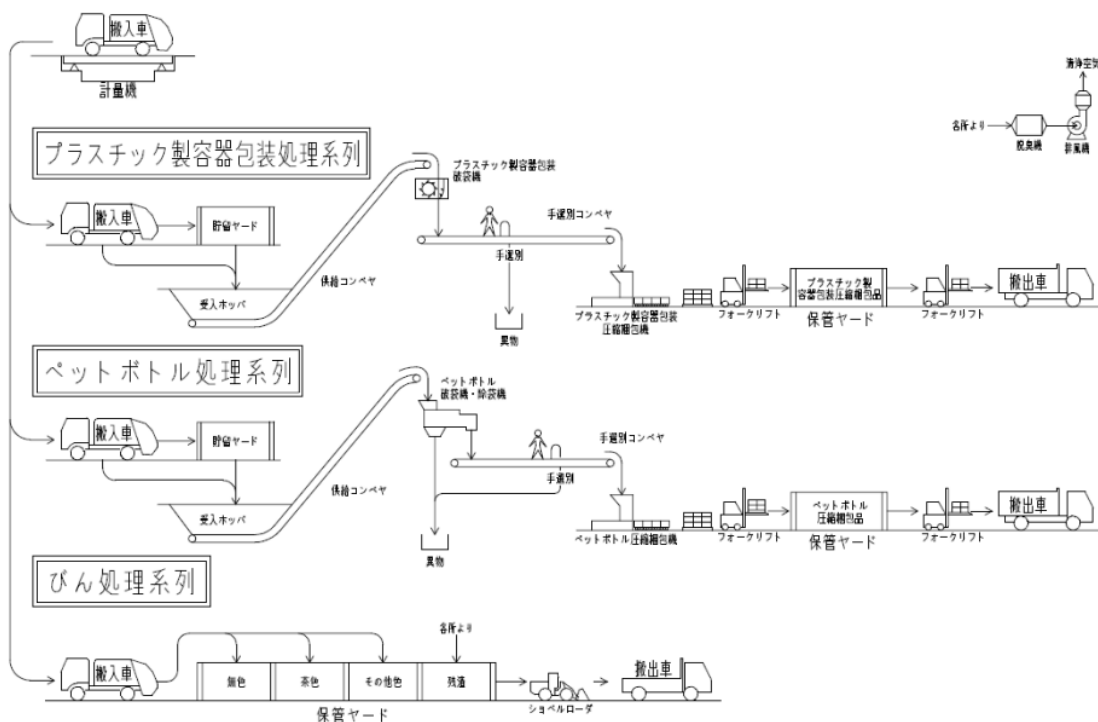 搬入車
計量機
清浄空気
各所より
脱臭機
排風機
プラスチック製容器包装処理系列
搬入車
貯留ヤード
受入ホッパ
供給コンベヤ
プラスチック製容器包装
破袋機
手選別コンベヤ
手選別
異物
プラスチック製容器包装
圧縮梱包機
フォークリフト
プラスチック製
容器包装圧縮梱包品
保管ヤード
フォークリフト
搬出車
ペットボトル処理系列
搬入車
貯留ヤード
受入ホッパ
供給コンベヤ
ペットボトル
破袋機・除袋機
手選別コンベヤ
手選別
異物
ペットボトル圧縮梱包機
フォークリフト
ペットボトル
圧縮梱包品
保管ヤード
フォークリフト
搬出車
びん処理系列
搬入車
無色
茶色
その他色
各所より
残渣
保管ヤード
ショベルローダ
搬出車